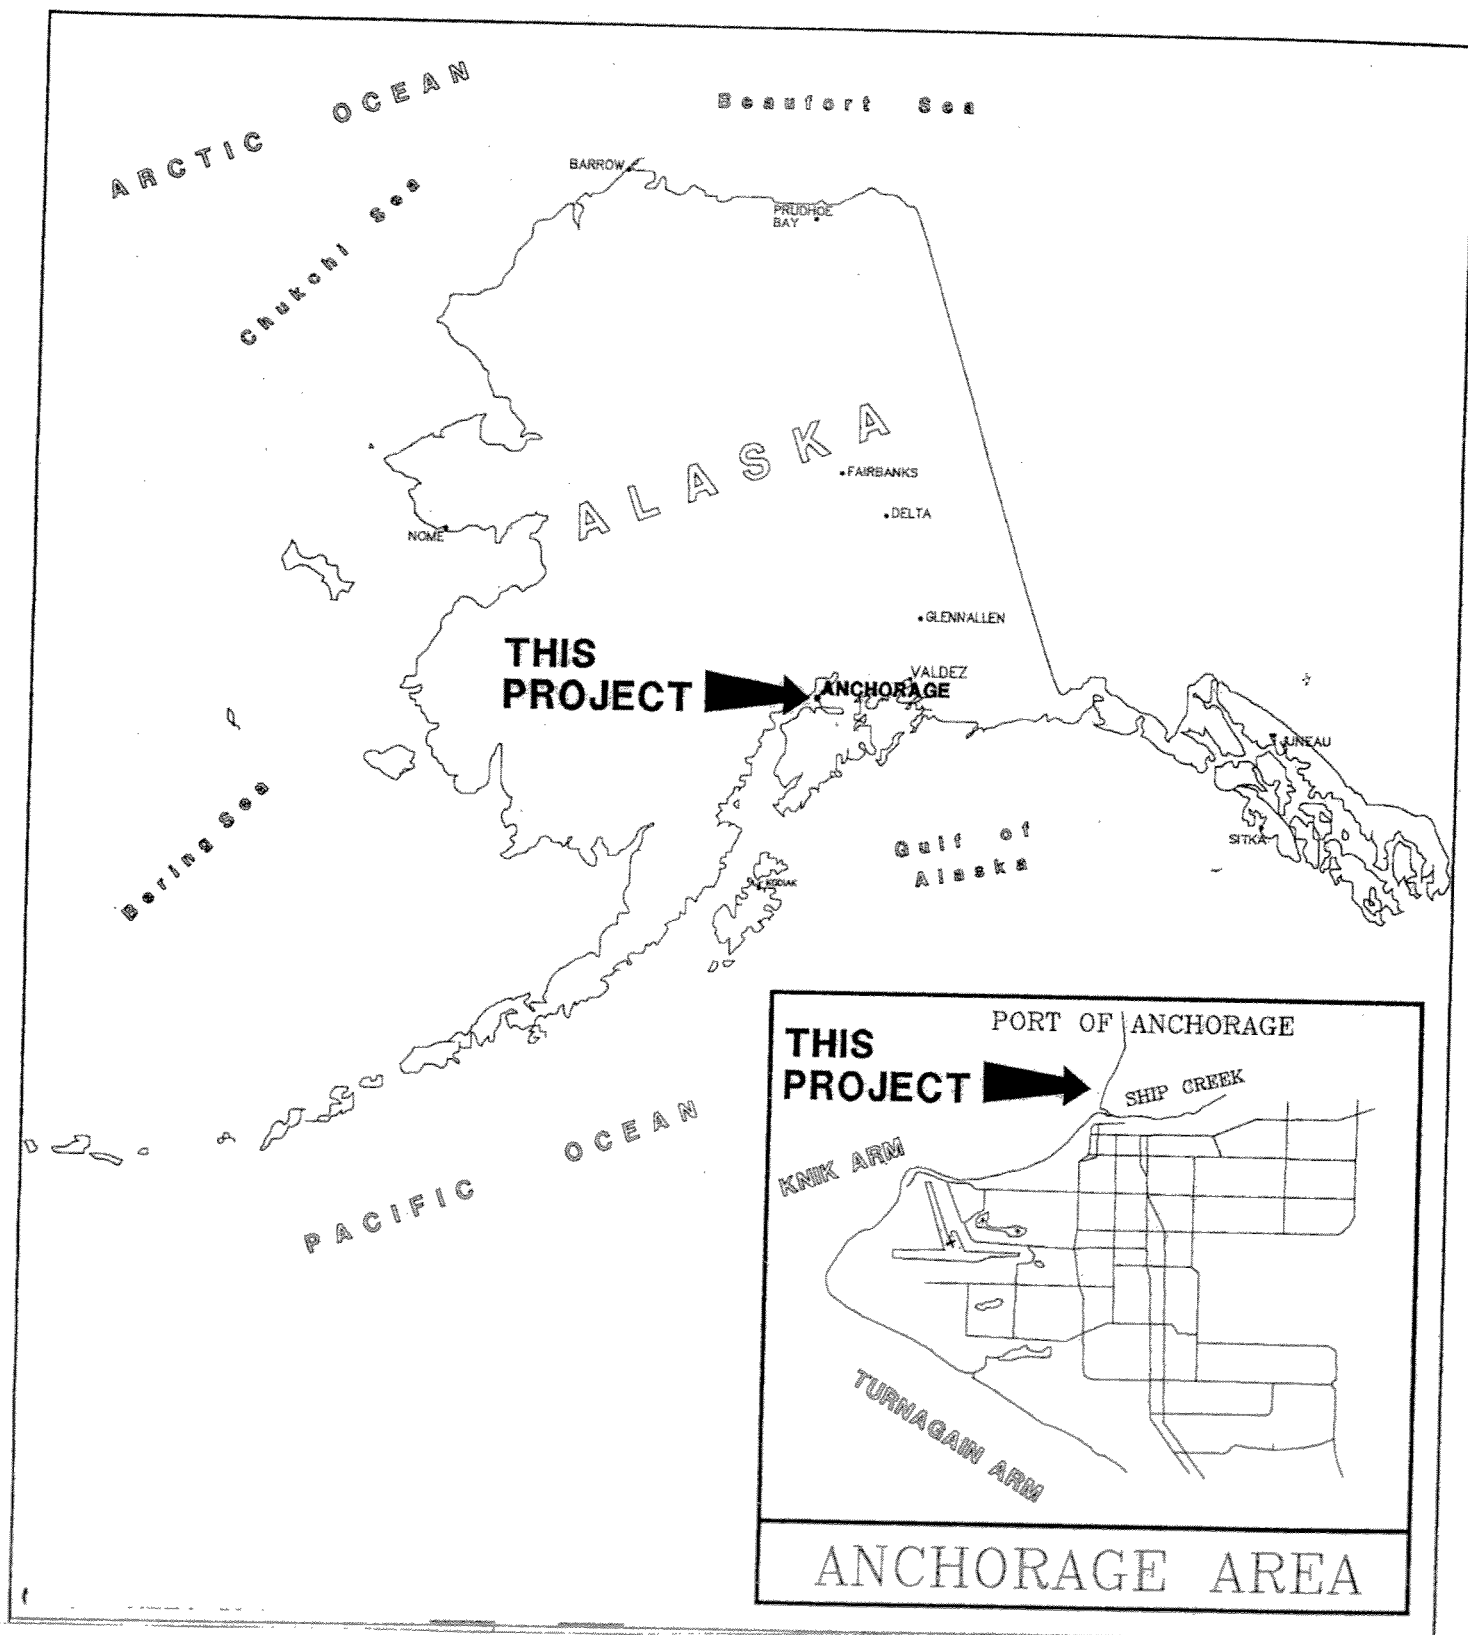 ARCTIC OCEAN
Beaufort Sea
Chukchi Sea
BARROW
PRUDHOE
BAY
ALASKA
FAIRBANKS
DELTA
NOME
GLENNALLEN
THIS
PROJECT
VALDEZ
ANCHORAGE
JUNEAU
SITKA
Bering Sea
Gulf of
Alaska
KODIAK
PACIFIC OCEAN
PORT OF ANCHORAGE
THIS
PROJECT
SHIP CREEK
KNIK ARM
TURNAGAIN ARM
ANCHORAGE AREA